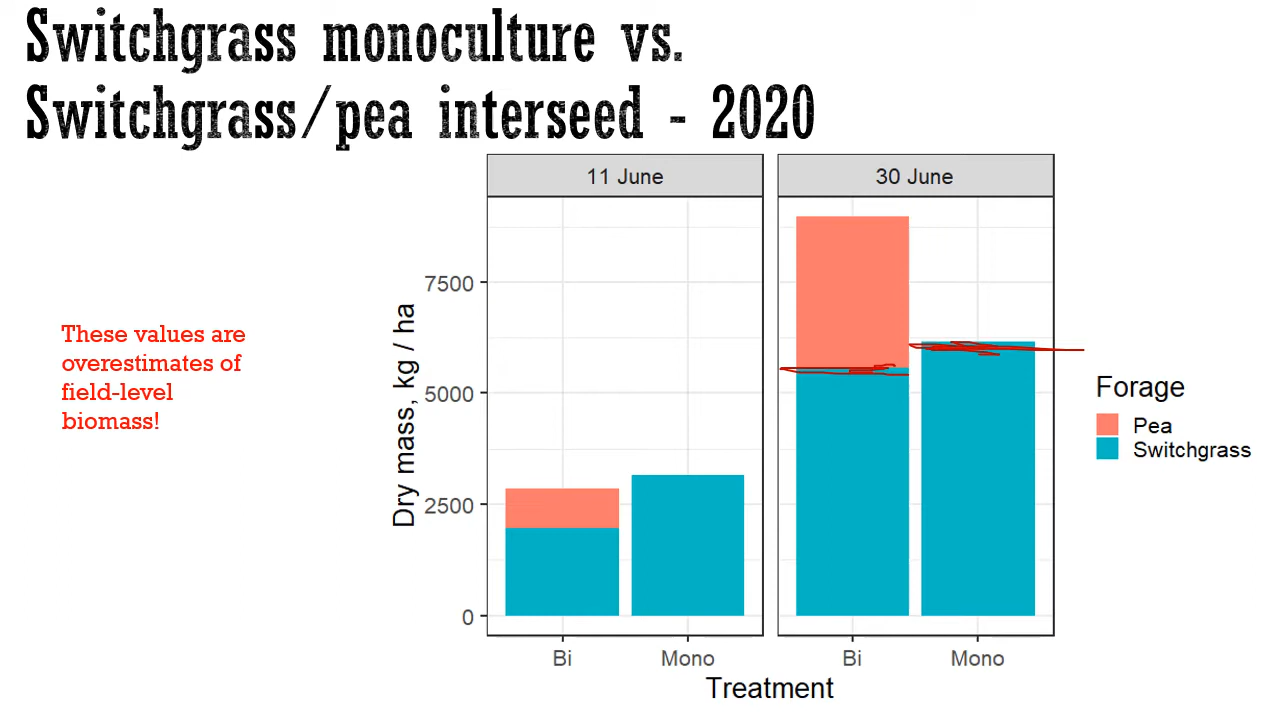 Switchgrass monoculture vs.
Switchgrass/pea interseed - 2020
These values are
overestimates of
field-level
biomass!
11 June
30 June
Dry mass, kg / ha
7500
5000
2500
0
Bi
Mono
Bi
Mono
Treatment
Forage
Pea
Switchgrass